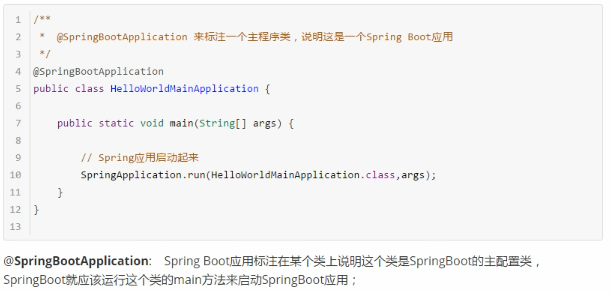 1 /**
2  *  @SpringBootApplication 来标注一个主程序类，说明这是一个Spring Boot应用
3  */
4 @SpringBootApplication
5 public class HelloWorldMainApplication {
6
7     public static void main(String[] args) {
8
9         // Spring应用启动起来
10         SpringApplication.run(HelloWorldMainApplication.class,args);
11     }
12 }
13
@SpringBootApplication:    Spring Boot应用标注在某个类上说明这个类是SpringBoot的主配置类，
SpringBoot就应该运行这个类的main方法来启动SpringBoot应用；